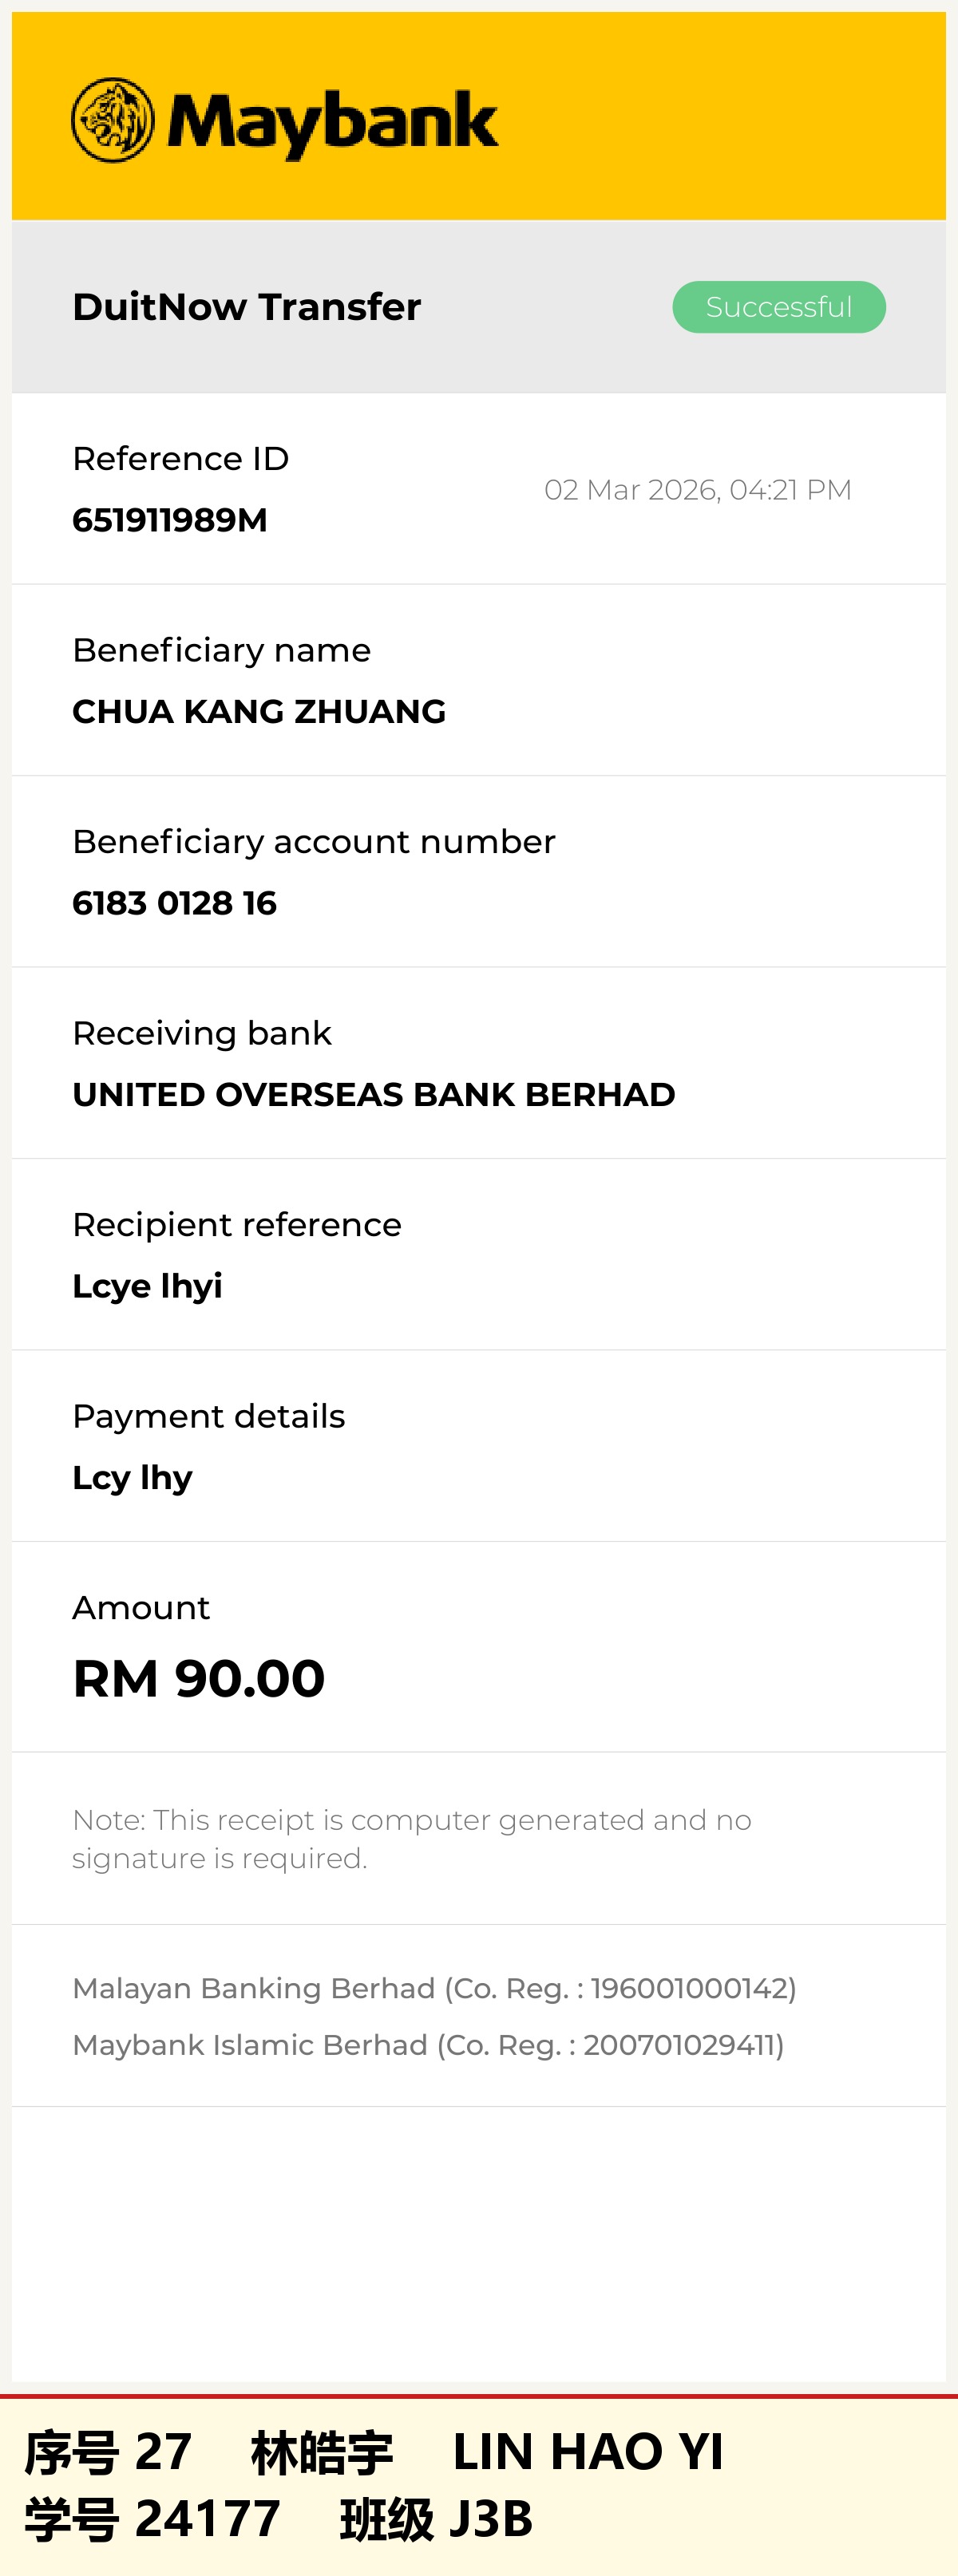 Maybank
DuitNow Transfer
Successful
Reference ID
651911989M
02 Mar 2026, 04:21 PM
Beneficiary name
CHUA KANG ZHUANG
Beneficiary account number
6183 0128 16
Receiving bank
UNITED OVERSEAS BANK BERHAD
Recipient reference
Lcye lhyi
Payment details
Lcy lhy
Amount
RM 90.00
Note: This receipt is computer generated and no
signature is required.
Malayan Banking Berhad (Co. Reg. : 196001000142)
Maybank Islamic Berhad (Co. Reg. : 200701029411)
序号 27 林皓宇 LIN HAO YI
学号 24177 班级 J3B